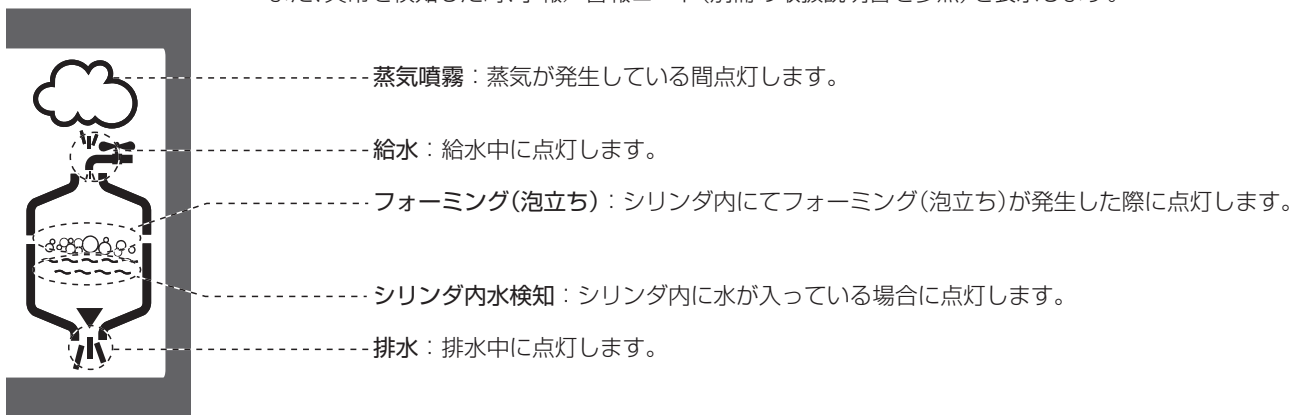 蒸気噴霧：蒸気が発生している間点灯します。
給水：給水中に点灯します。
フォーミング(泡立ち)：シリンダ内にてフォーミング(泡立ち)が発生した際に点灯します。
シリンダ内水検知：シリンダ内に水が入っている場合に点灯します。
排水：排水中に点灯します。